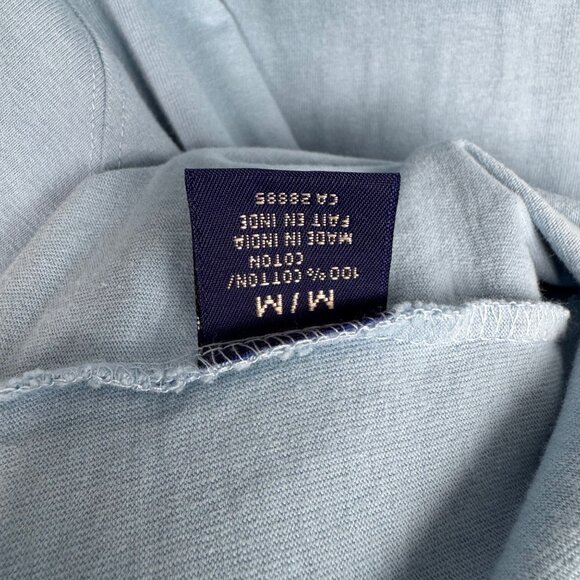 M/M
100% COTTON/
COTON
MADE IN INDIA
FAIT EN INDE
CA 28885